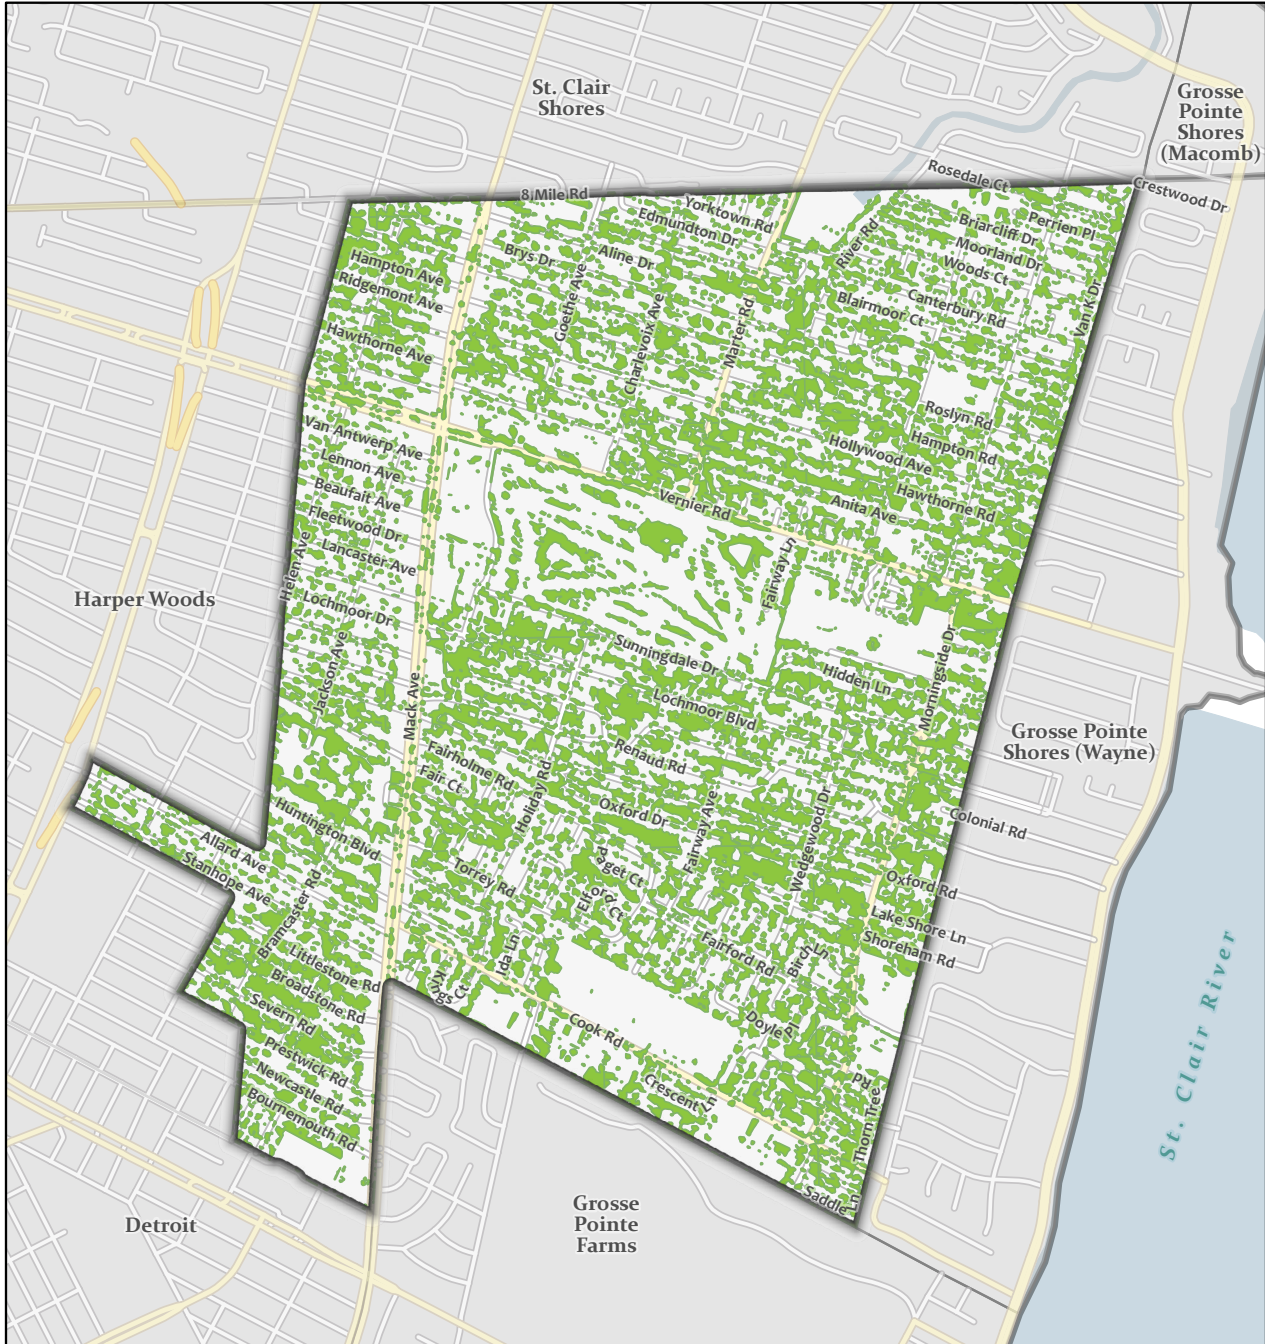 St. Clair
Shores
Grosse
Pointe
Shores
(Macomb)
Rosedale Ct
Crestwood Dr
8 Mile Rd
Yorktown Rd
Edmundton Dr
Perrien Pl
Briarcliff Dr
River Rd
Moorland Dr
Brys Dr
Aline Dr
Woods Ct
Hampton Ave
Ridgemont Ave
Goethe Ave
Canterbury Rd
Blairmoor Ct
Van K Dr
Hawthorne Ave
Charlevoix Ave
Marter Rd
Roslyn Rd
Van Antwerp Ave
Hampton Rd
Hollywood Ave
Lennon Ave
Beaufait Ave
Vernier Rd
Anita Ave
Hawthorne Rd
Fleetwood Dr
Lancaster Ave
Helen Ave
Fairway Ln
Harper Woods
Lochmoor Dr
Jackson Ave
Sunningdale Dr
Hidden Ln
Morningside Dr
Mack Ave
Lochmoor Blvd
Grosse Pointe
Shores (Wayne)
Fairholme Rd
Renaud Rd
Fair Ct
Holiday Rd
Oxford Dr
Fairway Ave
Wedgewood Dr
Colonial Rd
Huntington Blvd
Allard Ave
Stanhope Ave
Torrey Rd
Paget Ct
Elford Ct
Oxford Rd
Bramcaster Rd
Lake Shore Ln
Shoreham Rd
Littlestone Rd
Ida Ln
Fairford Rd
Birch Ln
Broadstone Rd
Kings Ct
Severn Rd
Cook Rd
Doyle Pl
St. Clair River
Prestwick Rd
Newcastle Rd
Crescent Ln
Thorn Tree Rd
Bournemouth Rd
Saddle Ln
Detroit
Grosse
Pointe
Farms